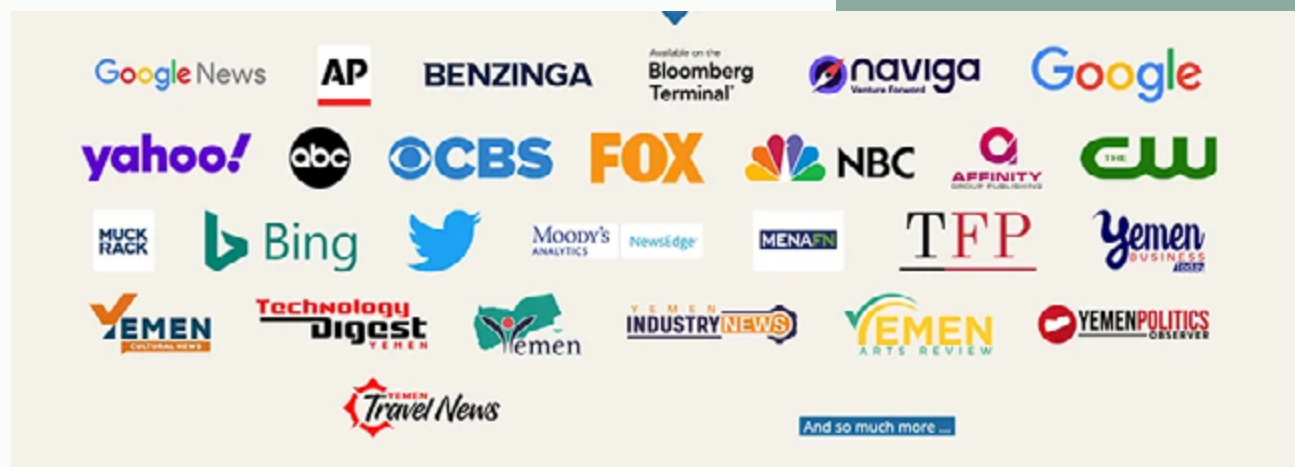 Google News
AP
BENZINGA
Available on the
Bloomberg
Terminal
naviga
Venture Forward
Google
yahoo!
abc
CBS
FOX
NBC
AFFINITY
GROUP PUBLISHING
THE CW
MUCK
RACK
Bing
MOODY'S
ANALYTICS
NewsEdge
MENAFN
TFP
Yemen
BUSINESS
Today
YEMEN
CULTURAL NEWS
Technology
Digest
YEMEN
Yemen
YEMEN
INDUSTRY NEWS
YEMEN
ARTS REVIEW
YEMENPOLITICS
OBSERVER
YEMEN
Travel News
And so much more ...